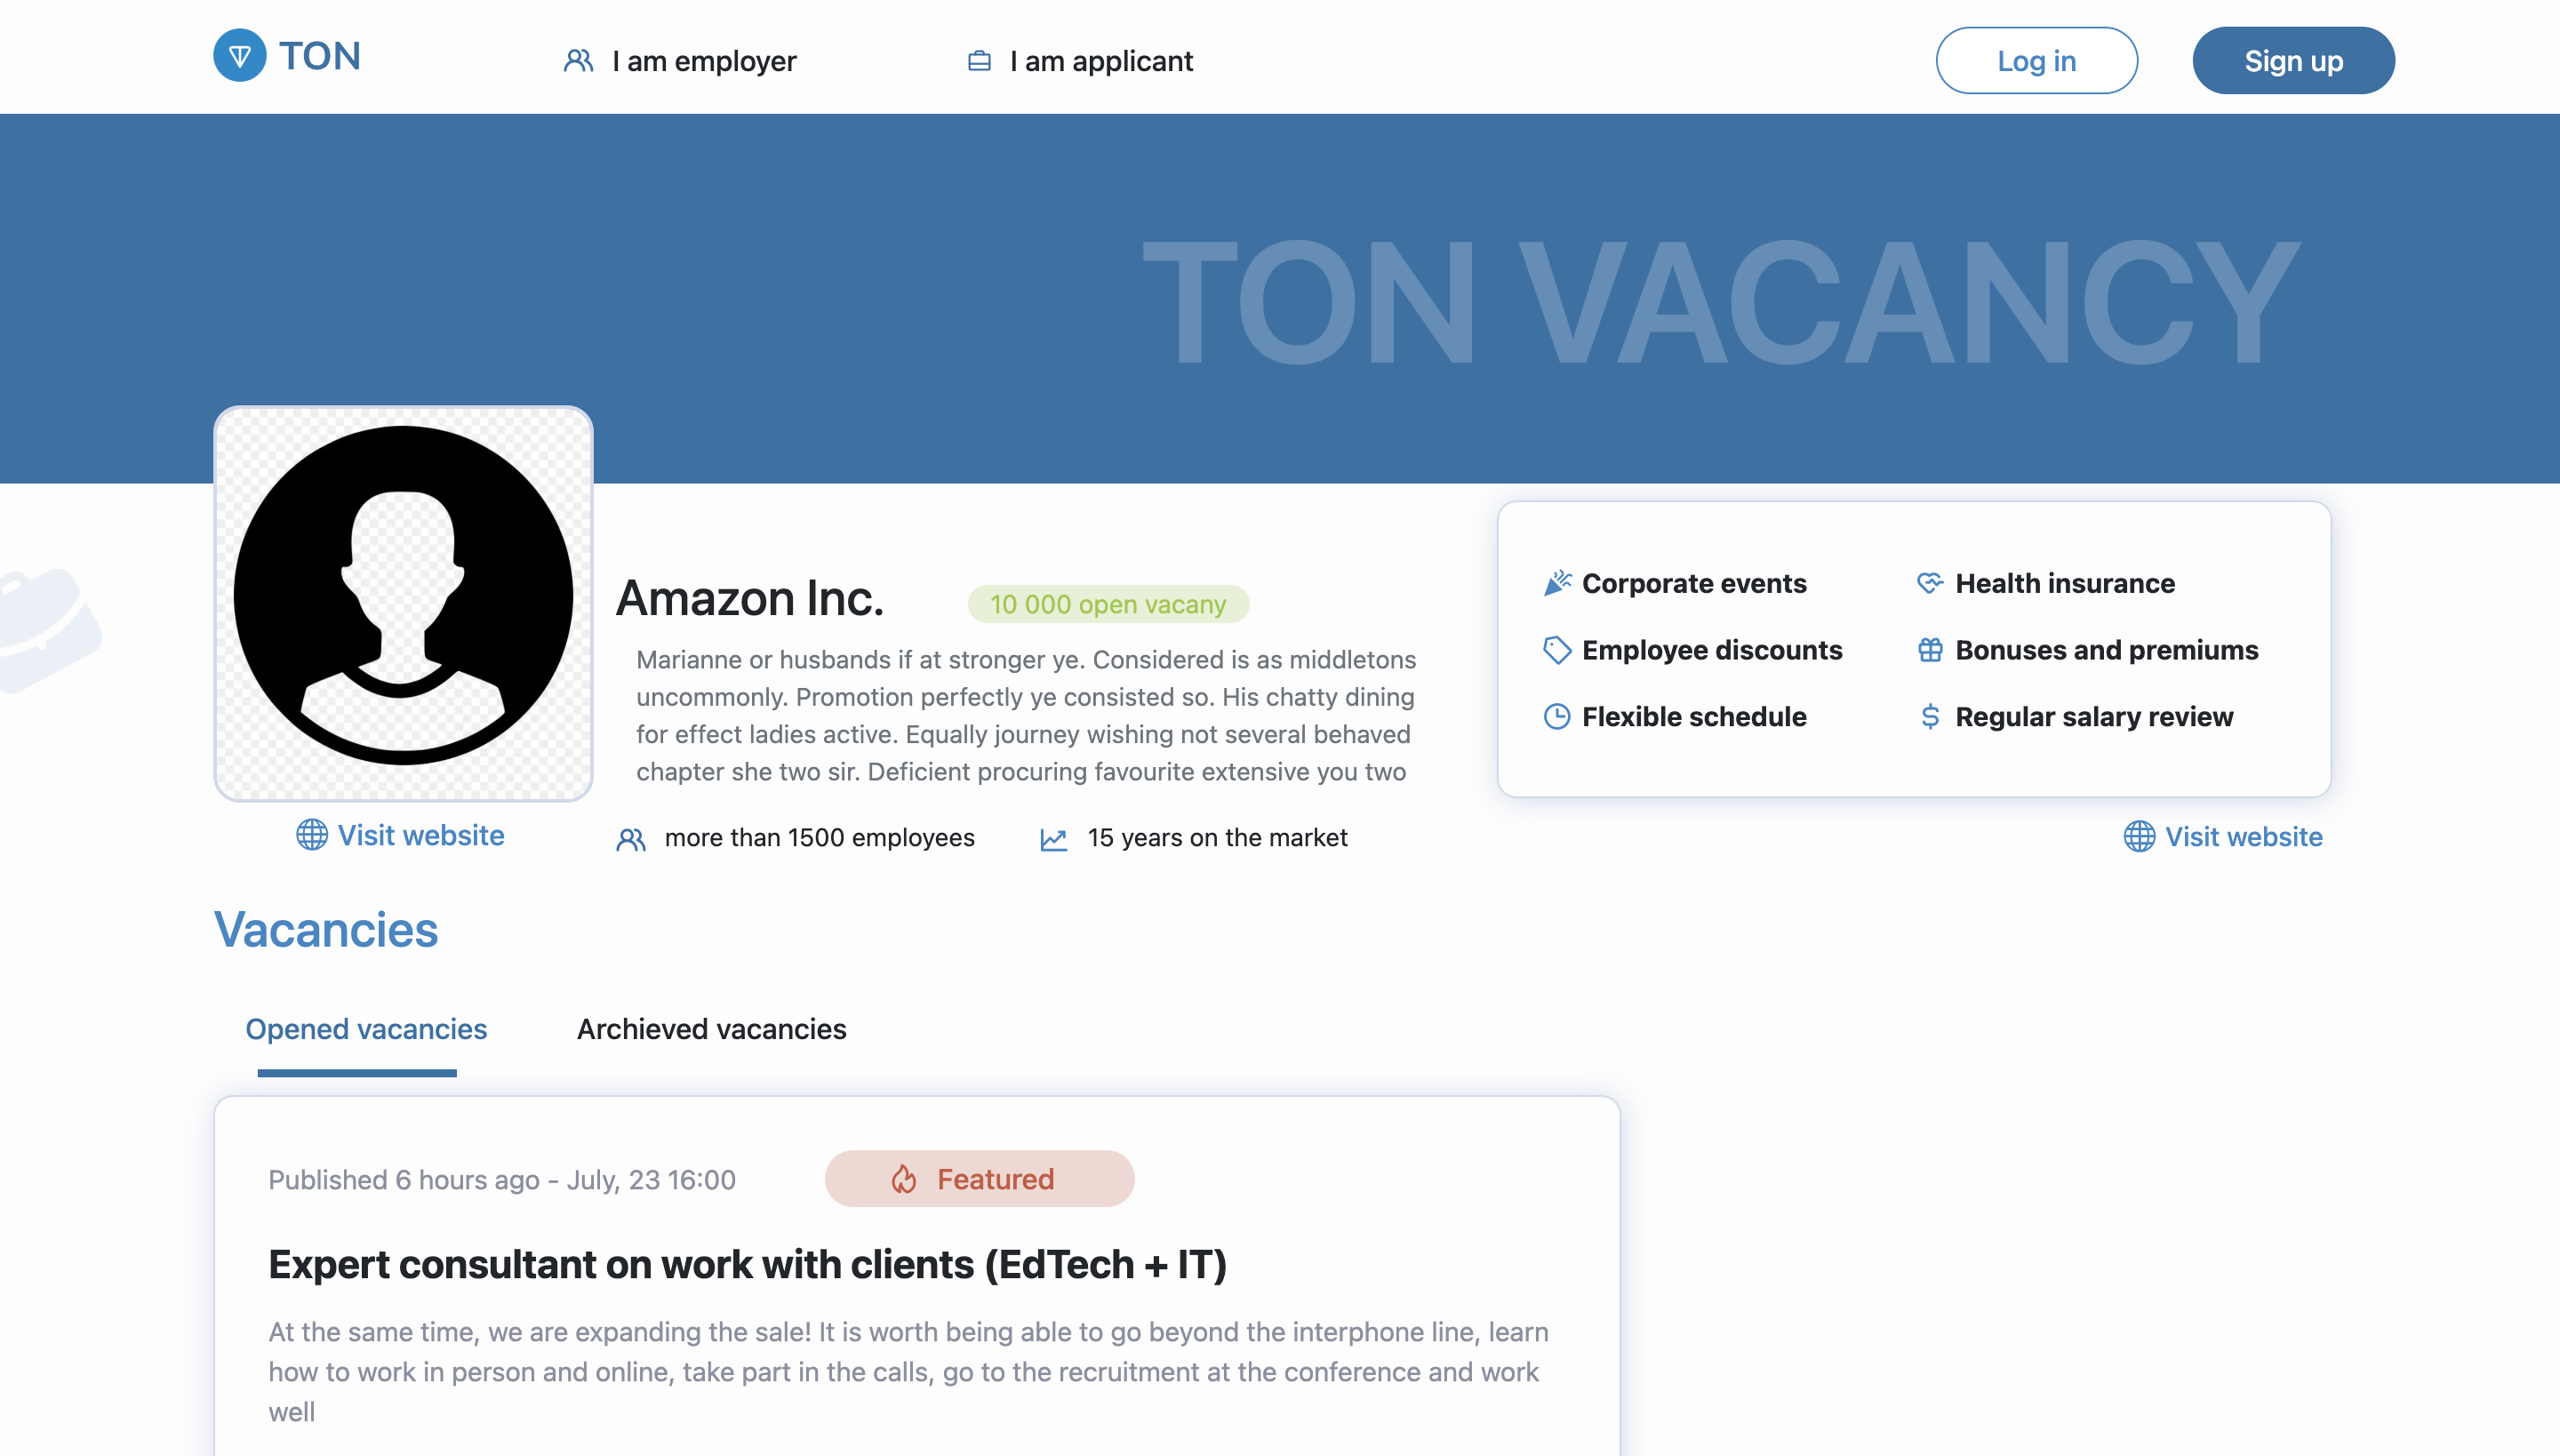 TON
I am employer
I am applicant
Log in
Sign up
TON VACANCY
Amazon Inc.
10 000 open vacany
Marianne or husbands if at stronger ye. Considered is as middletons
uncommonly. Promotion perfectly ye consisted so. His chatty dining
for effect ladies active. Equally journey wishing not several behaved
chapter she two sir. Deficient procuring favourite extensive you two
Visit website
more than 1500 employees
15 years on the market
Corporate events
Health insurance
Employee discounts
Bonuses and premiums
Flexible schedule
Regular salary review
Visit website
Vacancies
Opened vacancies
Archieved vacancies
Published 6 hours ago - July, 23 16:00
Featured
Expert consultant on work with clients (EdTech + IT)
At the same time, we are expanding the sale! It is worth being able to go beyond the interphone line, learn
how to work in person and online, take part in the calls, go to the recruitment at the conference and work
well